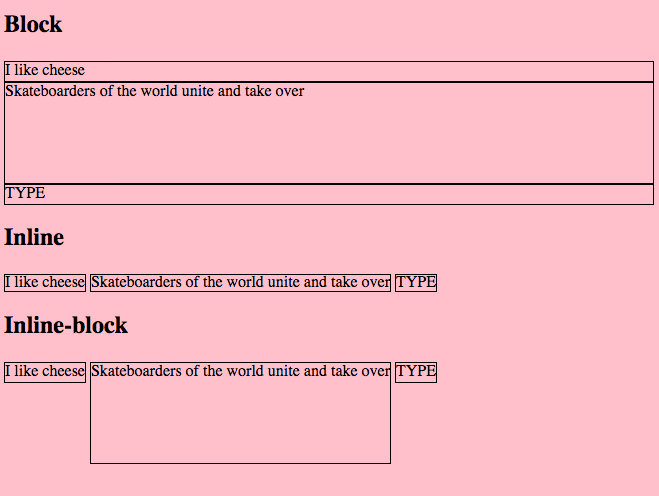 Block
I like cheese
Skateboarders of the world unite and take over
TYPE
Inline
I like cheese Skateboarders of the world unite and take over TYPE
Inline-block
I like cheese Skateboarders of the world unite and take over TYPE